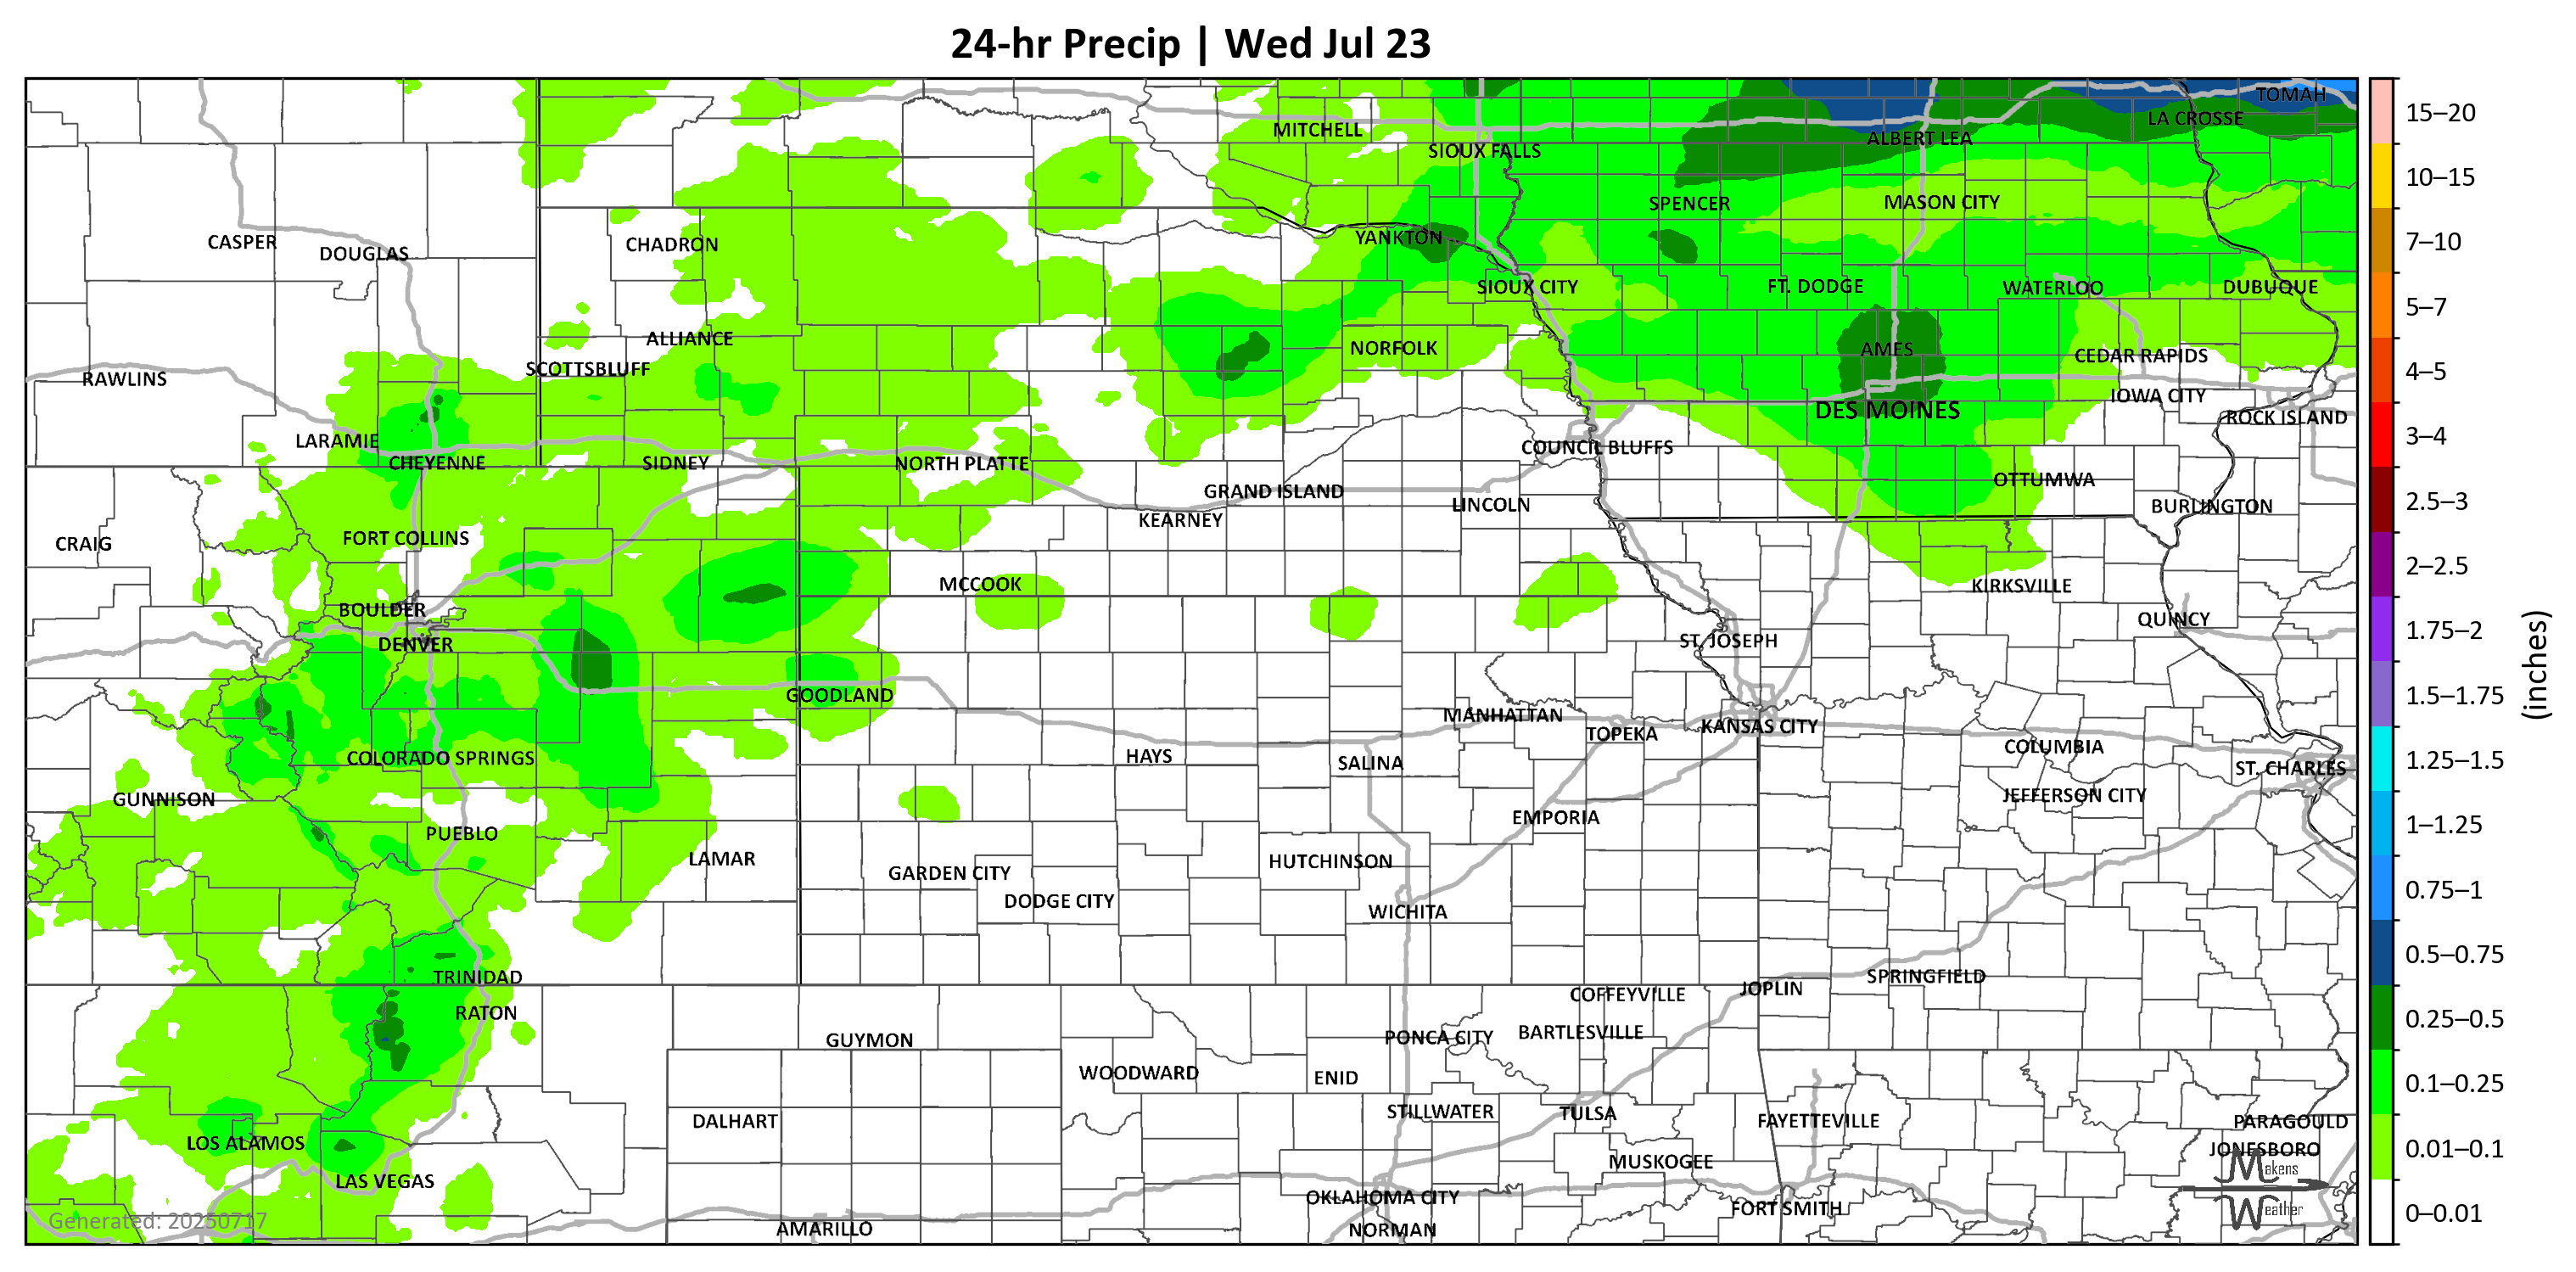 24-hr Precip | Wed Jul 23
TOMAH
LA CROSSE
MITCHELL
ALBERT LEA
SIOUX FALLS
SPENCER
MASON CITY
YANKTON
CASPER
CHADRON
DOUGLAS
SIOUX CITY
FT. DODGE
WATERLOO
DUBUQUE
ALLIANCE
NORFOLK
AMES
CEDAR RAPIDS
SCOTTSBLUFF
RAWLINS
IOWA CITY
DES MOINES
ROCK ISLAND
LARAMIE
COUNCIL BLUFFS
CHEYENNE
SIDNEY
NORTH PLATTE
OTTUMWA
GRAND ISLAND
LINCOLN
BURLINGTON
KEARNEY
FORT COLLINS
CRAIG
MCCOOK
KIRKSVILLE
BOULDER
QUINCY
DENVER
ST. JOSEPH
GOODLAND
MANHATTAN
KANSAS CITY
TOPEKA
COLUMBIA
COLORADO SPRINGS
HAYS
SALINA
ST. CHARLES
GUNNISON
JEFFERSON CITY
EMPORIA
PUEBLO
LAMAR
HUTCHINSON
GARDEN CITY
DODGE CITY
WICHITA
TRINIDAD
SPRINGFIELD
JOPLIN
COFFEYVILLE
RATON
GUYMON
PONCA CITY
BARTLESVILLE
WOODWARD
ENID
STILLWATER
TULSA
DALHART
FAYETTEVILLE
PARAGOULD
LOS ALAMOS
JONESBORO
MUSKOGEE
LAS VEGAS
OKLAHOMA CITY
FORT SMITH
AMARILLO
NORMAN
Generated: 20250717
Makens
Weather
15–20
10–15
7–10
5–7
4–5
3–4
2.5–3
2–2.5
1.75–2
1.5–1.75
1.25–1.5
1–1.25
0.75–1
0.5–0.75
0.25–0.5
0.1–0.25
0.01–0.1
0–0.01
(inches)